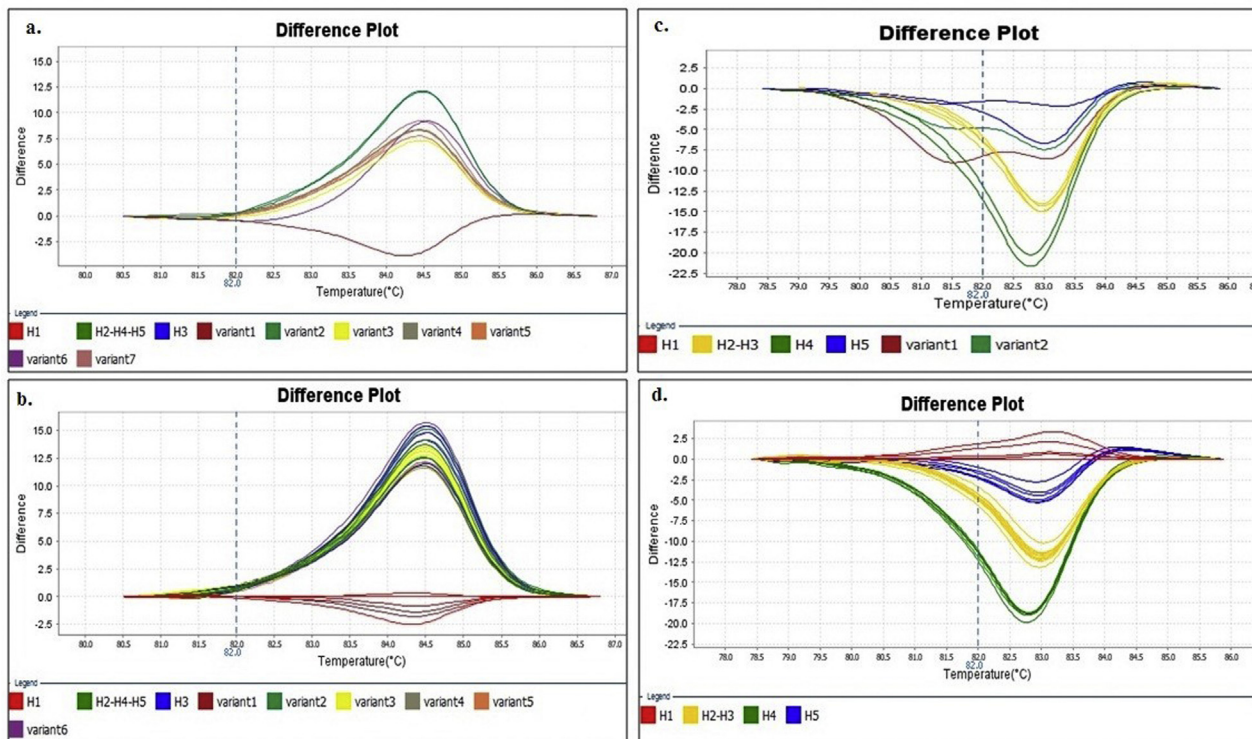 a.
Difference Plot
15.0
12.5
10.0
7.5
5.0
2.5
0.0
-2.5
Difference
80.0 80.5 81.0 81.5 82.0 82.5 83.0 83.5 84.0 84.5 85.0 85.5 86.0 86.5 87.0
82.0
Temperature(°C)
Legend
H1 H2-H4-H5 H3 variant1 variant2 variant3 variant4 variant5
variant6 variant7
b.
Difference Plot
15.0
12.5
10.0
7.5
5.0
2.5
0.0
-2.5
Difference
80.0 80.5 81.0 81.5 82.0 82.5 83.0 83.5 84.0 84.5 85.0 85.5 86.0 86.5 87.0
82.0
Temperature(°C)
Legend
H1 H2-H4-H5 H3 variant1 variant2 variant3 variant4 variant5
variant6
c.
Difference Plot
2.5
0.0
-2.5
-5.0
-7.5
-10.0
-12.5
-15.0
-17.5
-20.0
-22.5
Difference
78.0 78.5 79.0 79.5 80.0 80.5 81.0 81.5 82.0 82.5 83.0 83.5 84.0 84.5 85.0 85.5 86.0
82.0
Temperature(°C)
Legend
H1 H2-H3 H4 H5 variant1 variant2
d.
Difference Plot
2.5
0.0
-2.5
-5.0
-7.5
-10.0
-12.5
-15.0
-17.5
-20.0
-22.5
Difference
78.0 78.5 79.0 79.5 80.0 80.5 81.0 81.5 82.0 82.5 83.0 83.5 84.0 84.5 85.0 85.5 86.0
82.0
Temperature(°C)
Legend
H1 H2-H3 H4 H5